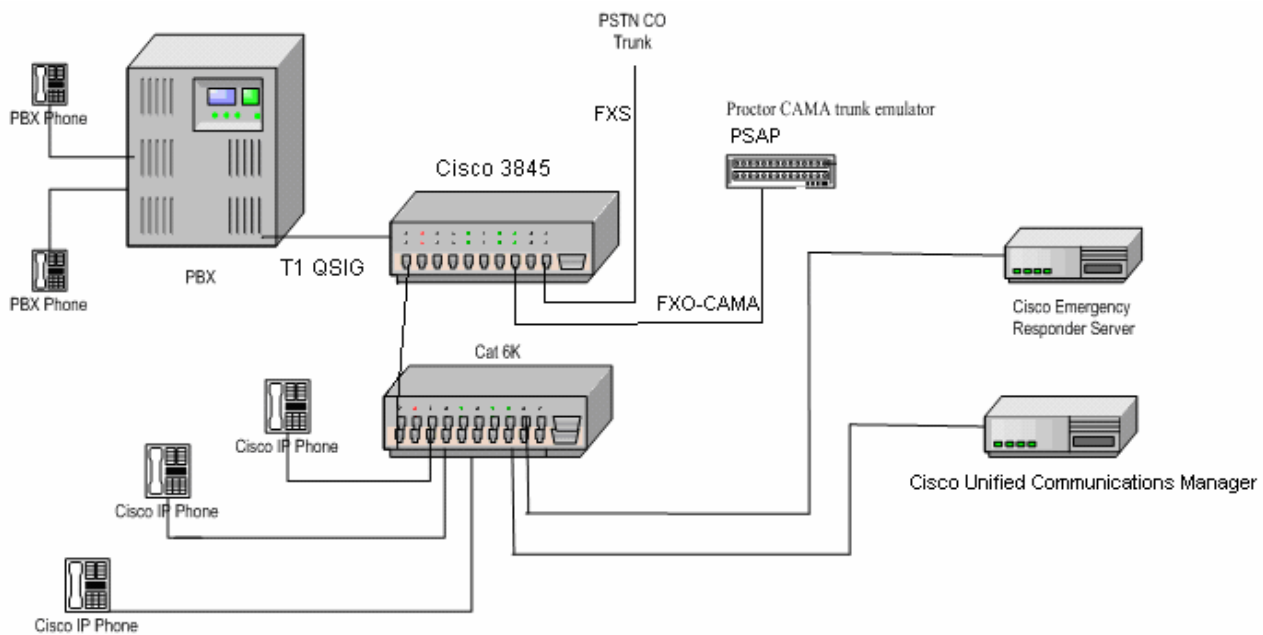 PSTN CO
Trunk
PBX Phone
FXS
Proctor CAMA trunk emulator
PSAP
Cisco 3845
PBX Phone
PBX
T1 QSIG
FXO-CAMA
Cisco Emergency
Responder Server
Cat 6K
Cisco IP Phone
Cisco Unified Communications Manager
Cisco IP Phone
Cisco IP Phone